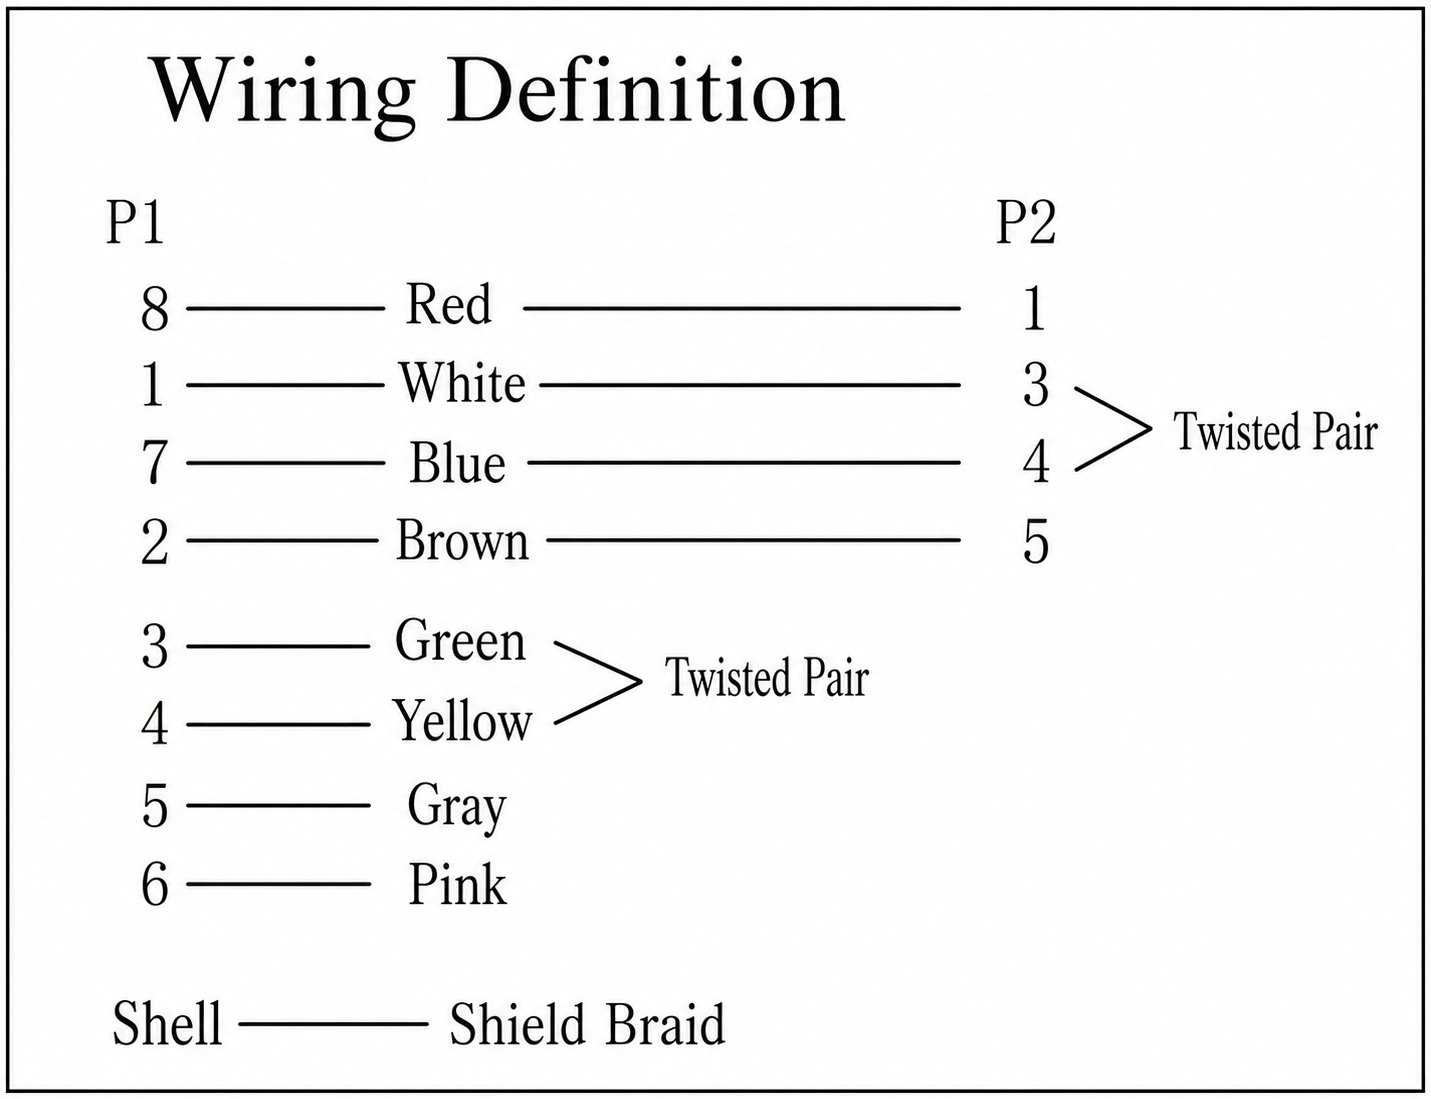 Wiring Definition
P1 P2
8 Red 1
1 White 3
Twisted Pair
7 Blue 4
2 Brown 5
3 Green
Twisted Pair
4 Yellow
5 Gray
6 Pink
Shell Shield Braid